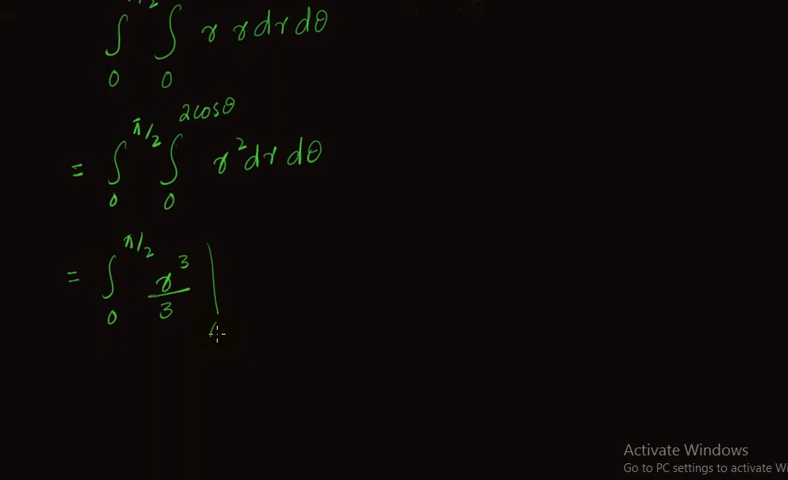 ∫₀ ∫₀ r r dr dθ
= ∫₀^{π/2} ∫₀^{2cosθ} r² dr dθ
= ∫₀^{π/2} r³/3 |
Activate Windows
Go to PC settings to activate Wi